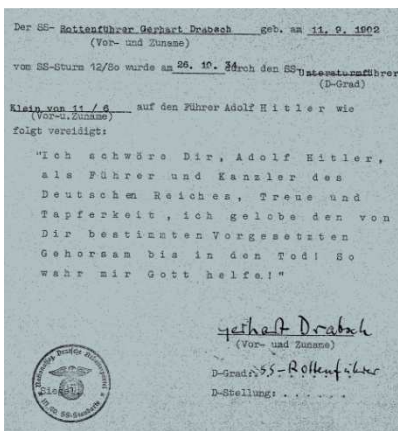 Der SS- Rottenführer Gerhart Drabsch geb. am 11. 9. 1902
(Vor- und Zuname)
vom SS-Sturm 12/80 wurde am 26. 10. 34 durch den SS-Untersturmführer
(D-Grad)
Klein von 11 / 6 auf den Führer Adolf Hitler wie
(Vor-u.Zuname)
folgt vereidigt:
"Ich schwöre Dir, Adolf Hitler,
als Führer und Kanzler des
Deutschen Reiches, Treue und
Tapferkeit, ich gelobe den von
Dir bestimmten Vorgesetzten
Gehorsam bis in den Tod! So
wahr mir Gott helfe!"
Gerhart Drabsch
(Vor- und Zuname)
D-Grad: SS-Rottenführer
Siegel
D-Stellung: . . . . . .